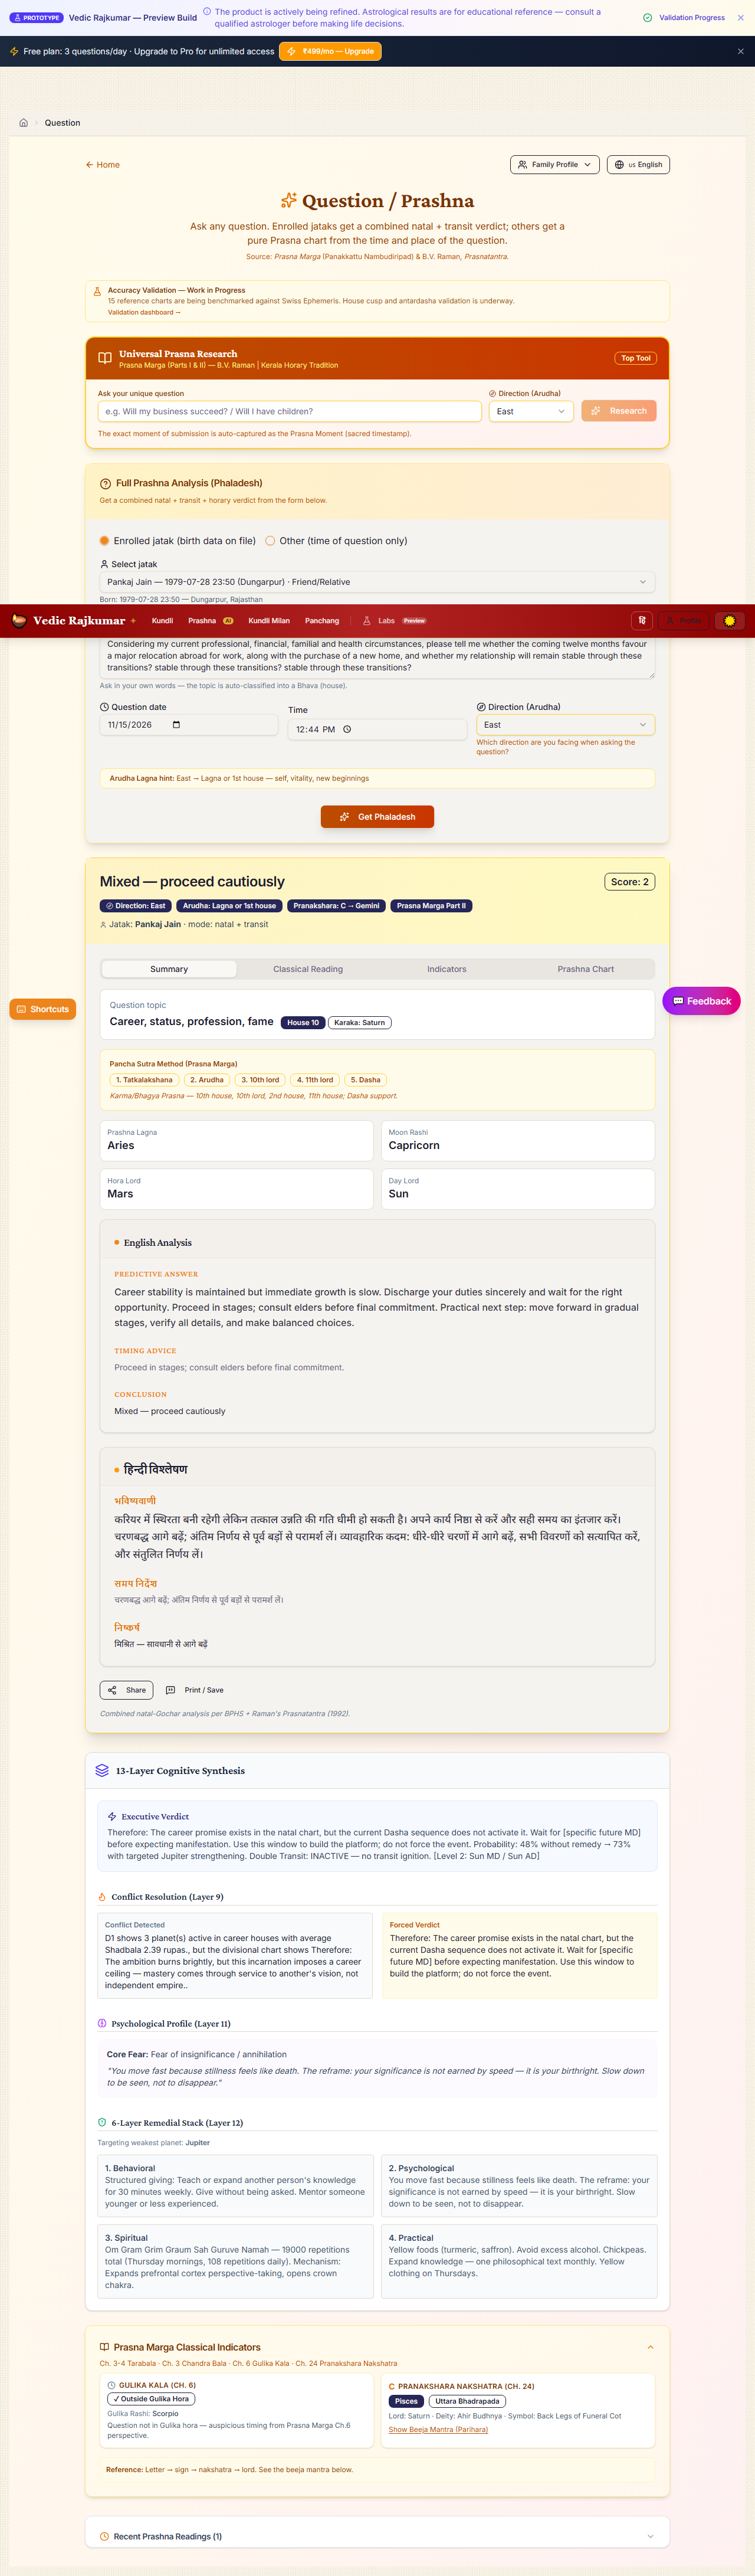 PROTOTYPE
Vedic Rajkumar — Preview Build
The product is actively being refined. Astrological results are for educational reference — consult a
qualified astrologer before making life decisions.
Validation Progress
Free plan: 3 questions/day · Upgrade to Pro for unlimited access
₹499/mo — Upgrade
Question
Home
Family Profile
us English
Question / Prashna
Ask any question. Enrolled jataks get a combined natal + transit verdict; others get a
pure Prasna chart from the time and place of the question.
Source: Prasna Marga (Panakkattu Nambudiripad) & B.V. Raman, Prasnatantra.
Accuracy Validation — Work in Progress
15 reference charts are being benchmarked against Swiss Ephemeris. House cusp and antardasha validation is underway.
Validation dashboard →
Universal Prasna Research
Prasna Marga (Parts I & II) — B.V. Raman | Kerala Horary Tradition
Top Tool
Ask your unique question
Direction (Arudha)
e.g. Will my business succeed? / Will I have children?
East
Research
The exact moment of submission is auto-captured as the Prasna Moment (sacred timestamp).
Full Prashna Analysis (Phaladesh)
Get a combined natal + transit + horary verdict from the form below.
Enrolled jatak (birth data on file)
Other (time of question only)
Select jatak
Pankaj Jain — 1979-07-28 23:50 (Dungarpur) · Friend/Relative
Born: 1979-07-28 23:50 — Dungarpur, Rajasthan
Vedic Rajkumar
Kundli
Prashna
AI
Kundli Milan
Panchang
Labs
Preview
हिं
Profile
Considering my current professional, financial, familial and health circumstances, please tell me whether the coming twelve months favour
a major relocation abroad for work, along with the purchase of a new home, and whether my relationship will remain stable through these
transitions? stable through these transitions? stable through these transitions?
Ask in your own words — the topic is auto-classified into a Bhava (house).
Question date
Time
Direction (Arudha)
11/15/2026
12:44 PM
East
Which direction are you facing when asking the
question?
Arudha Lagna hint: East → Lagna or 1st house — self, vitality, new beginnings
Get Phaladesh
Mixed — proceed cautiously
Score: 2
Direction: East
Arudha: Lagna or 1st house
Pranakshara: C → Gemini
Prasna Marga Part II
Jatak: Pankaj Jain · mode: natal + transit
Summary
Classical Reading
Indicators
Prashna Chart
Shortcuts
Feedback
Question topic
Career, status, profession, fame
House 10
Karaka: Saturn
Pancha Sutra Method (Prasna Marga)
1. Tatkalakshana
2. Arudha
3. 10th lord
4. 11th lord
5. Dasha
Karma/Bhagya Prasna — 10th house, 10th lord, 2nd house, 11th house; Dasha support.
Prashna Lagna
Aries
Moon Rashi
Capricorn
Hora Lord
Mars
Day Lord
Sun
English Analysis
PREDICTIVE ANSWER
Career stability is maintained but immediate growth is slow. Discharge your duties sincerely and wait for the right
opportunity. Proceed in stages; consult elders before final commitment. Practical next step: move forward in gradual
stages, verify all details, and make balanced choices.
TIMING ADVICE
Proceed in stages; consult elders before final commitment.
CONCLUSION
Mixed — proceed cautiously
हिन्दी विश्लेषण
भविष्यवाणी
करियर में स्थिरता बनी रहेगी लेकिन तत्काल उन्नति की गति धीमी हो सकती है। अपने कार्य निष्ठा से करें और सही समय का इंतजार करें।
चरणबद्ध आगे बढ़ें; अंतिम निर्णय से पूर्व बड़ों से परामर्श लें। व्यावहारिक कदम: धीरे-धीरे चरणों में आगे बढ़ें, सभी विवरणों को सत्यापित करें,
और संतुलित निर्णय लें।
समय निर्देश
चरणबद्ध आगे बढ़ें; अंतिम निर्णय से पूर्व बड़ों से परामर्श लें।
निष्कर्ष
मिश्रित — सावधानी से आगे बढ़ें
Share
Print / Save
Combined natal-Gochar analysis per BPHS + Raman's Prasnatantra (1992).
13-Layer Cognitive Synthesis
Executive Verdict
Therefore: The career promise exists in the natal chart, but the current Dasha sequence does not activate it. Wait for [specific future MD]
before expecting manifestation. Use this window to build the platform; do not force the event. Probability: 48% without remedy → 73%
with targeted Jupiter strengthening. Double Transit: INACTIVE — no transit ignition. [Level 2: Sun MD / Sun AD]
Conflict Resolution (Layer 9)
Conflict Detected
D1 shows 3 planet(s) active in career houses with average
Shadbala 2.39 rupas., but the divisional chart shows Therefore:
The ambition burns brightly, but this incarnation imposes a career
ceiling — mastery comes through service to another's vision, not
independent empire..
Forced Verdict
Therefore: The career promise exists in the natal chart, but the
current Dasha sequence does not activate it. Wait for [specific
future MD] before expecting manifestation. Use this window to
build the platform; do not force the event.
Psychological Profile (Layer 11)
Core Fear: Fear of insignificance / annihilation
"You move fast because stillness feels like death. The reframe: your significance is not earned by speed — it is your birthright. Slow down
to be seen, not to disappear."
6-Layer Remedial Stack (Layer 12)
Targeting weakest planet: Jupiter
1. Behavioral
Structured giving: Teach or expand another person's knowledge
for 30 minutes weekly. Give without being asked. Mentor someone
younger or less experienced.
2. Psychological
You move fast because stillness feels like death. The reframe: your
significance is not earned by speed — it is your birthright. Slow
down to be seen, not to disappear.
3. Spiritual
Om Gram Grim Graum Sah Guruve Namah — 19000 repetitions
total (Thursday mornings, 108 repetitions daily). Mechanism:
Expands prefrontal cortex perspective-taking, opens crown
chakra.
4. Practical
Yellow foods (turmeric, saffron). Avoid excess alcohol. Chickpeas.
Expand knowledge — one philosophical text monthly. Yellow
clothing on Thursdays.
Prasna Marga Classical Indicators
Ch. 3-4 Tarabala · Ch. 3 Chandra Bala · Ch. 6 Gulika Kala · Ch. 24 Pranakshara Nakshatra
GULIKA KALA (CH. 6)
✓ Outside Gulika Hora
Gulika Rashi: Scorpio
Question not in Gulika hora — auspicious timing from Prasna Marga Ch.6
perspective.
C PRANAKSHARA NAKSHATRA (CH. 24)
Pisces
Uttara Bhadrapada
Lord: Saturn · Deity: Ahir Budhnya · Symbol: Back Legs of Funeral Cot
Show Beeja Mantra (Parihara)
Reference: Letter → sign → nakshatra → lord. See the beeja mantra below.
Recent Prashna Readings (1)